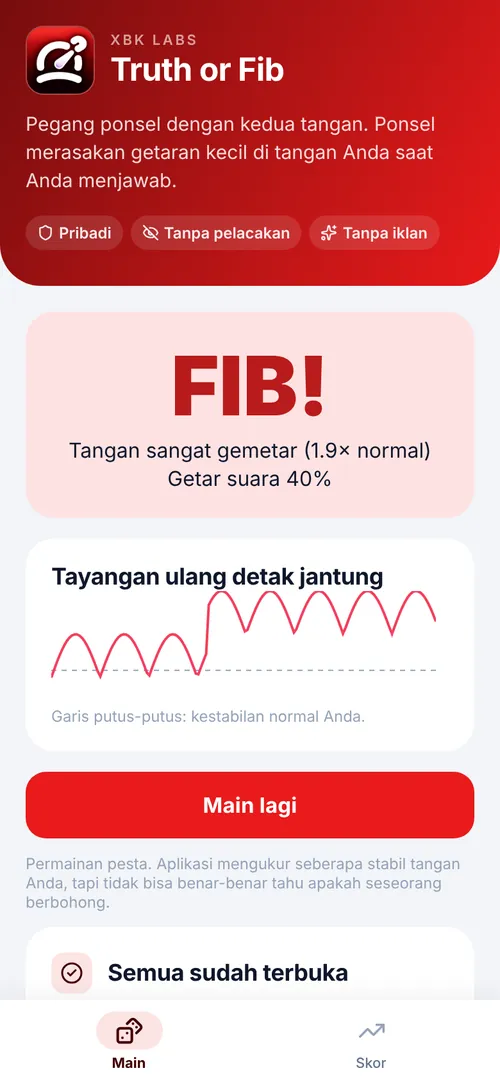 XBK LABS
Truth or Fib
Pegang ponsel dengan kedua tangan. Ponsel
merasakan getaran kecil di tangan Anda saat
Anda menjawab.
Pribadi
Tanpa pelacakan
Tanpa iklan
FIB!
Tangan sangat gemetar (1.9× normal)
Getar suara 40%
Tayangan ulang detak jantung
Garis putus-putus: kestabilan normal Anda.
Main lagi
Permainan pesta. Aplikasi mengukur seberapa stabil tangan
Anda, tapi tidak bisa benar-benar tahu apakah seseorang
berbohong.
Semua sudah terbuka
Main
Skor